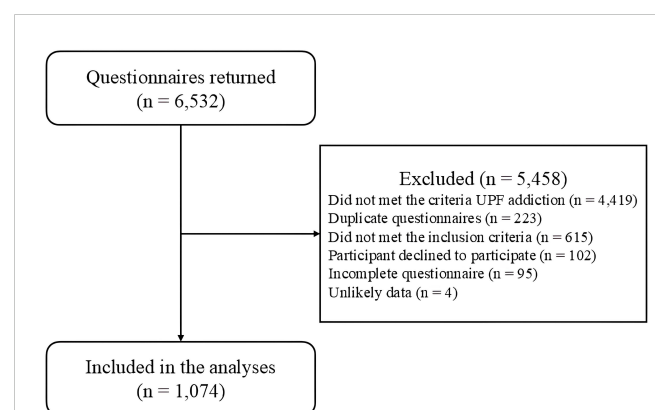 Questionnaires returned
(n = 6,532)
Excluded (n = 5,458)
Did not met the criteria UPF addiction (n = 4,419)
Duplicate questionnaires (n = 223)
Did not met the inclusion criteria (n = 615)
Participant declined to participate (n = 102)
Incomplete questionnaire (n = 95)
Unlikely data (n = 4)
Included in the analyses
(n = 1,074)